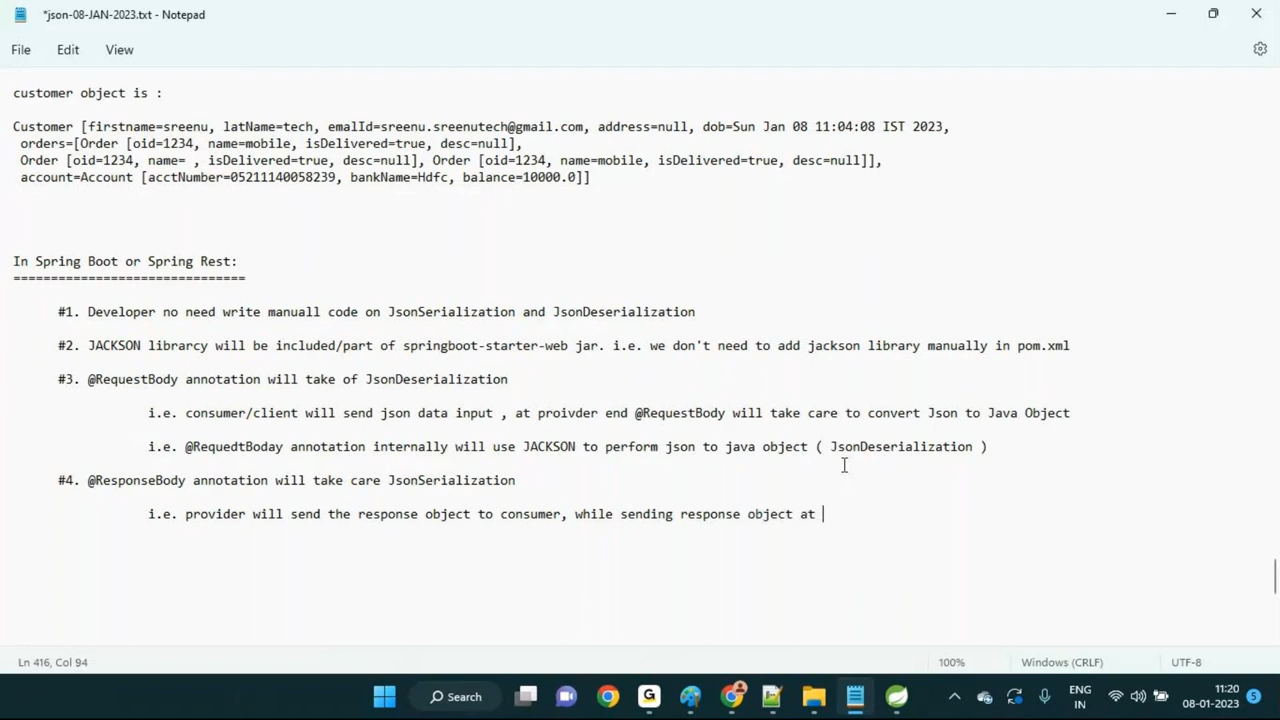 *json-08-JAN-2023.txt - Notepad
File Edit View
customer object is :
Customer [firstname=sreenu, latName=tech, emalId=sreenu.sreenutech@gmail.com, address=null, dob=Sun Jan 08 11:04:08 IST 2023,
orders=[Order [oid=1234, name=mobile, isDelivered=true, desc=null],
Order [oid=1234, name= , isDelivered=true, desc=null], Order [oid=1234, name=mobile, isDelivered=true, desc=null]],
account=Account [acctNumber=05211140058239, bankName=Hdfc, balance=10000.0]]
In Spring Boot or Spring Rest:
===============================
#1. Developer no need write manuall code on JsonSerialization and JsonDeserialization
#2. JACKSON librarcy will be included/part of springboot-starter-web jar. i.e. we don't need to add jackson library manually in pom.xml
#3. @RequestBody annotation will take of JsonDeserialization
i.e. consumer/client will send json data input , at proivder end @RequestBody will take care to convert Json to Java Object
i.e. @RequedtBoday annotation internally will use JACKSON to perform json to java object ( JsonDeserialization )
#4. @ResponseBody annotation will take care JsonSerialization
i.e. provider will send the response object to consumer, while sending response object at
Ln 416, Col 94 100% Windows (CRLF) UTF-8
Search ENG IN 11:20 08-01-2023 5